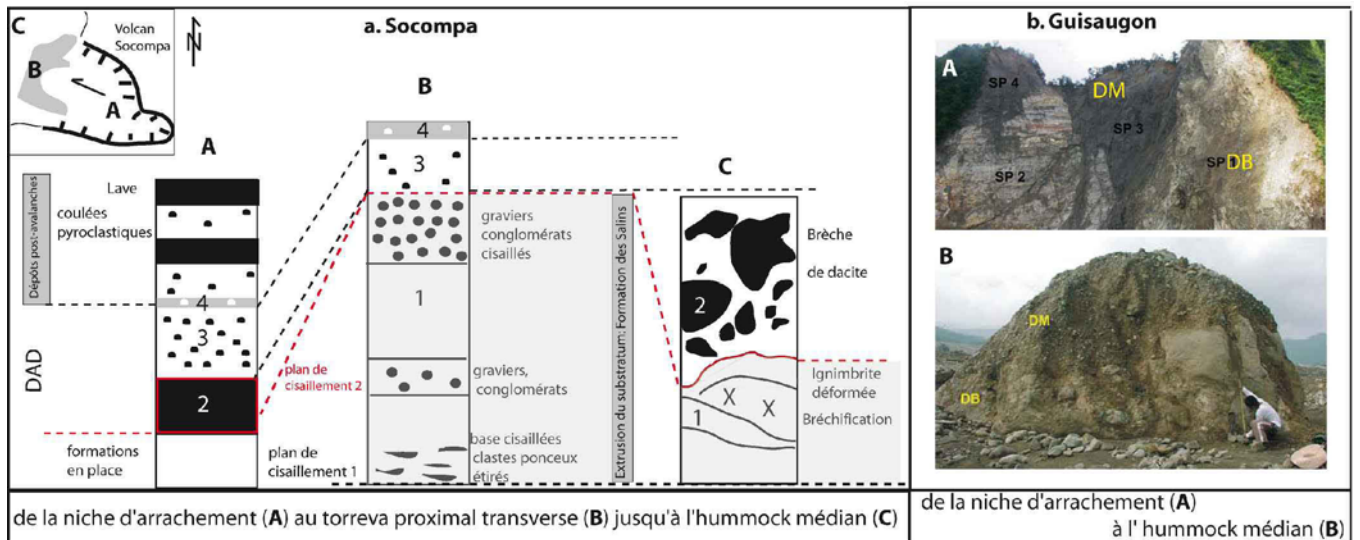 a. Socompa
C
Volcan
Socompa
N
B
A
A
Lave
coulées
pyroclastiques
Dépôts post-avalanches
4
3
DAD
2
formations
en place
plan de
cisaillement 2
plan de
cisaillement 1
B
4
3
graviers
conglomérats
cisaillés
1
graviers,
conglomérats
base cisaillées
clastes ponceux
étirés
Extrusion du substratum: Formation des Salins
C
Brèche
de dacite
2
Ignimbrite
déformée
X
X
1
Bréchification
de la niche d'arrachement (A) au torreva proximal transverse (B) jusqu'à l'hummock médian (C)
b. Guisaugon
A
SP 4
DM
SP 3
SP 1
DB
SP 2
B
DM
DB
de la niche d'arrachement (A)
à l' hummock médian (B)